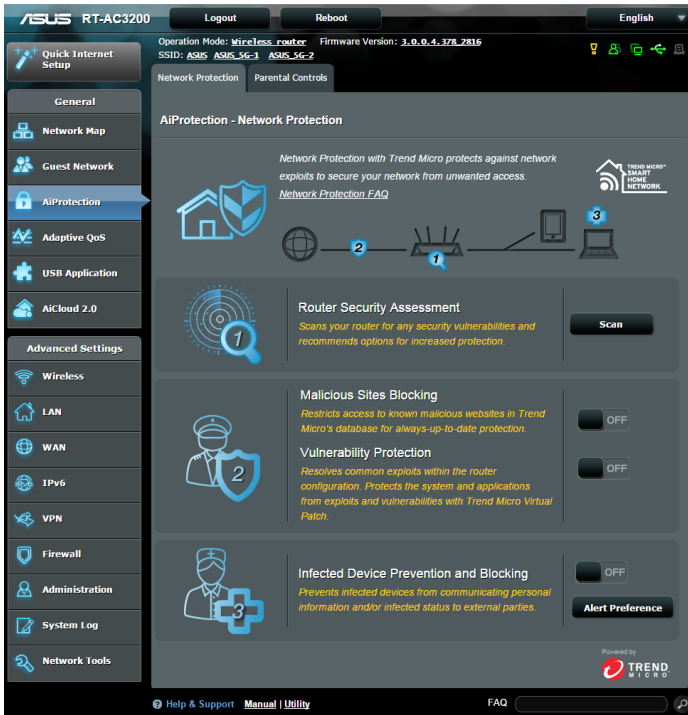 ASUS RT-AC3200 Logout Reboot English
Quick Internet Setup
Operation Mode: Wireless router Firmware Version: 3.0.0.4.378_2816
SSID: ASUS ASUS_5G-1 ASUS_5G-2
Network Protection Parental Controls
General
Network Map
Guest Network
AiProtection
Adaptive QoS
USB Application
AiCloud 2.0
Advanced Settings
Wireless
LAN
WAN
IPv6
VPN
Firewall
Administration
System Log
Network Tools
AiProtection - Network Protection
Network Protection with Trend Micro protects against network
exploits to secure your network from unwanted access.
Network Protection FAQ
TREND MICRO™
SMART
HOME
NETWORK
2
1
3
1
Router Security Assessment
Scans your router for any security vulnerabilities and
recommends options for increased protection.
Scan
2
Malicious Sites Blocking
Restricts access to known malicious websites in Trend
Micro's database for always-up-to-date protection.
OFF
Vulnerability Protection
Resolves common exploits within the router
configuration. Protects the system and applications
from exploits and vulnerabilities with Trend Micro Virtual
Patch.
OFF
3
Infected Device Prevention and Blocking
Prevents infected devices from communicating personal
information and/or infected status to external parties.
OFF
Alert Preference
Powered by
TREND
MICRO
Help & Support Manual | Utility FAQ